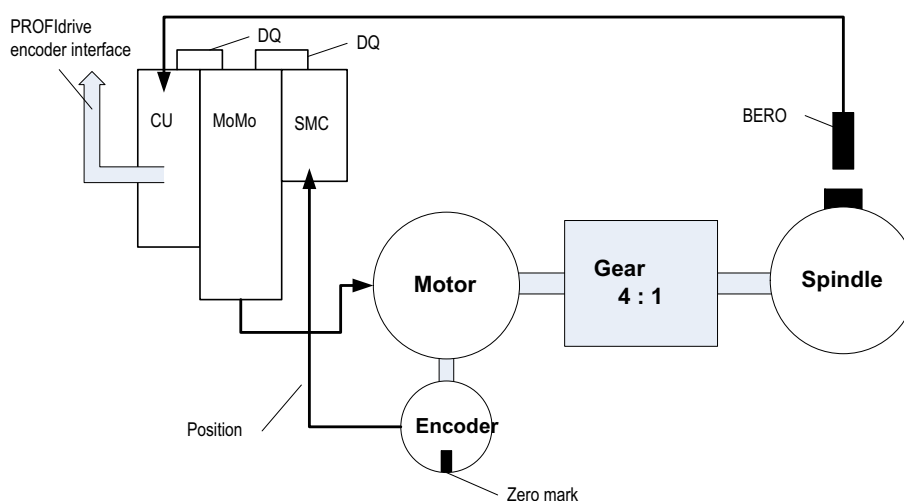 PROFIdrive
encoder interface
DQ
DQ
CU
MoMo
SMC
BERO
Motor
Gear
4 : 1
Spindle
Encoder
Position
Zero mark